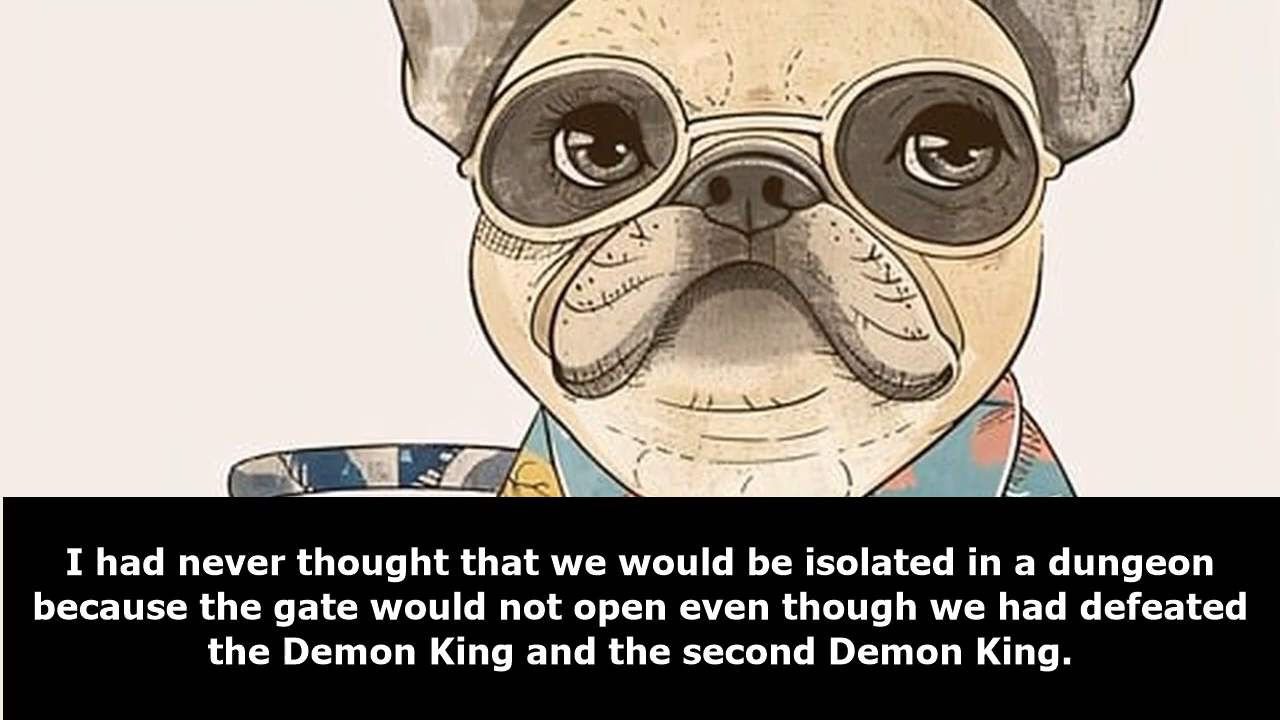 I had never thought that we would be isolated in a dungeon
because the gate would not open even though we had defeated
the Demon King and the second Demon King.